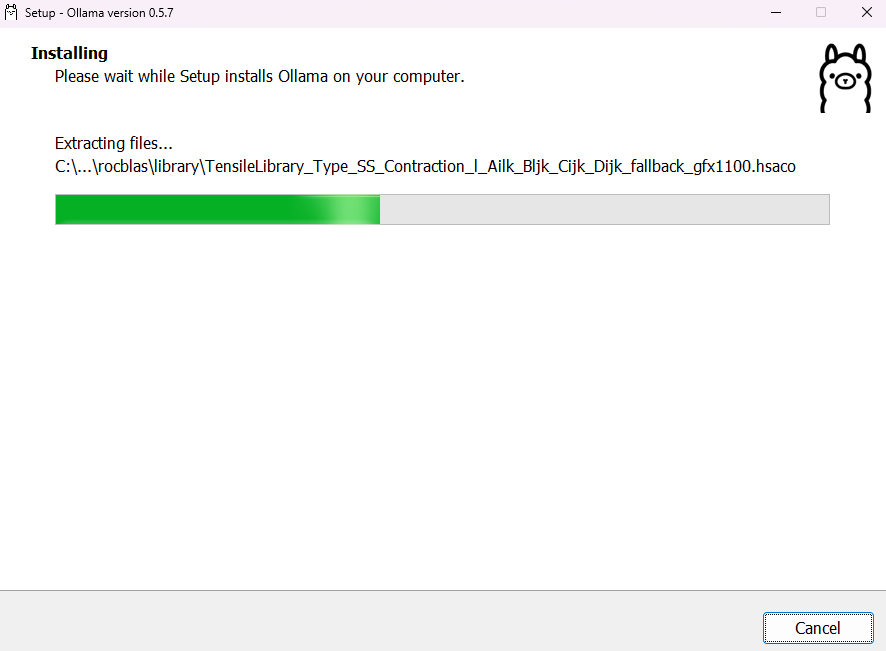 Setup - Ollama version 0.5.7
Installing
Please wait while Setup installs Ollama on your computer.
Extracting files...
C:\...\rocblas\library\TensileLibrary_Type_SS_Contraction_l_Ailk_Bljk_Cijk_Dijk_fallback_gfx1100.hsaco
Cancel